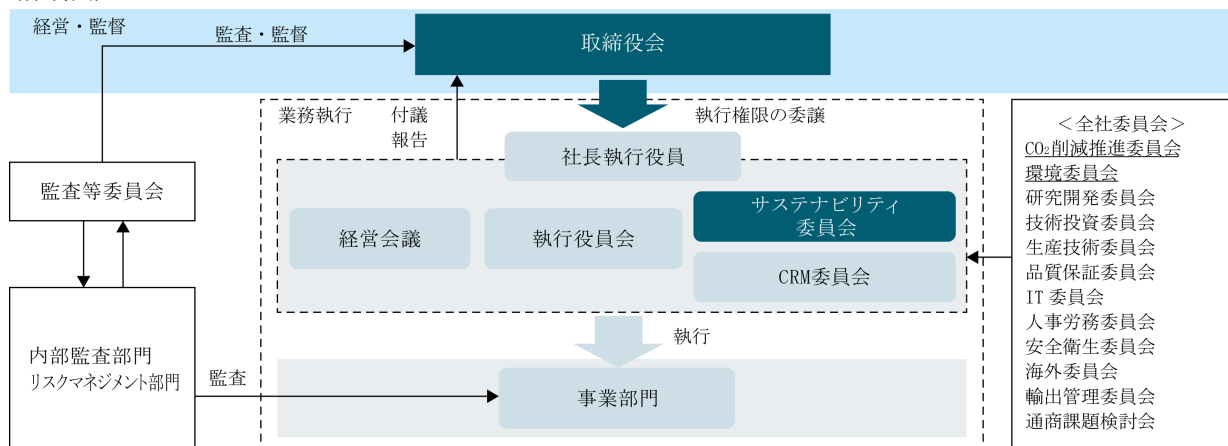 経営・監督
監査・監督
取締役会
業務執行
付議
報告
執行権限の委譲
社長執行役員
監査等委員会
経営会議
執行役員会
サステナビリティ
委員会
CRM委員会
執行
内部監査部門
リスクマネジメント部門
監査
事業部門
＜全社委員会＞
CO₂削減推進委員会
環境委員会
研究開発委員会
技術投資委員会
生産技術委員会
品質保証委員会
IT 委員会
人事労務委員会
安全衛生委員会
海外委員会
輸出管理委員会
通商課題検討会